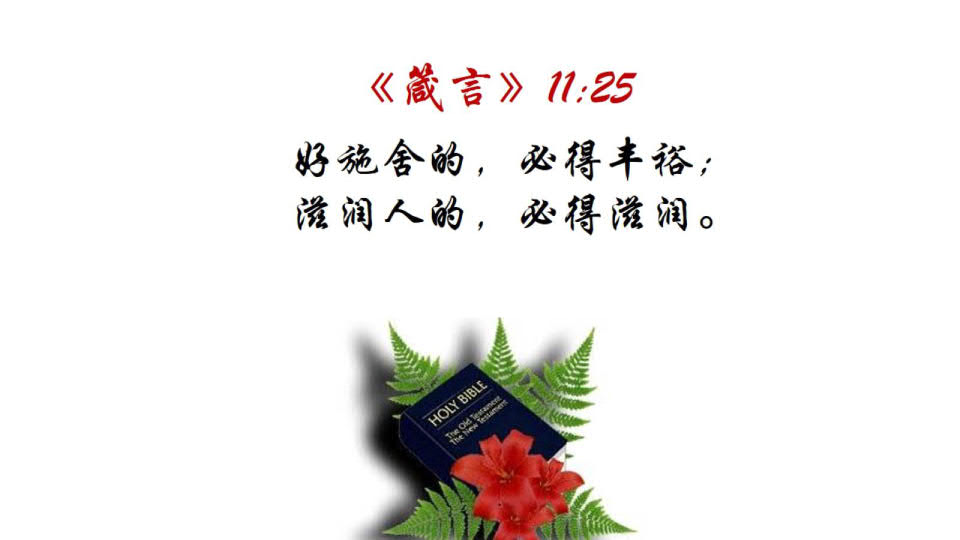 《箴言》11:25
好施舍的，必得丰裕；
滋润人的，必得滋润。
HOLY BIBLE
The Old Testament
The New Testament